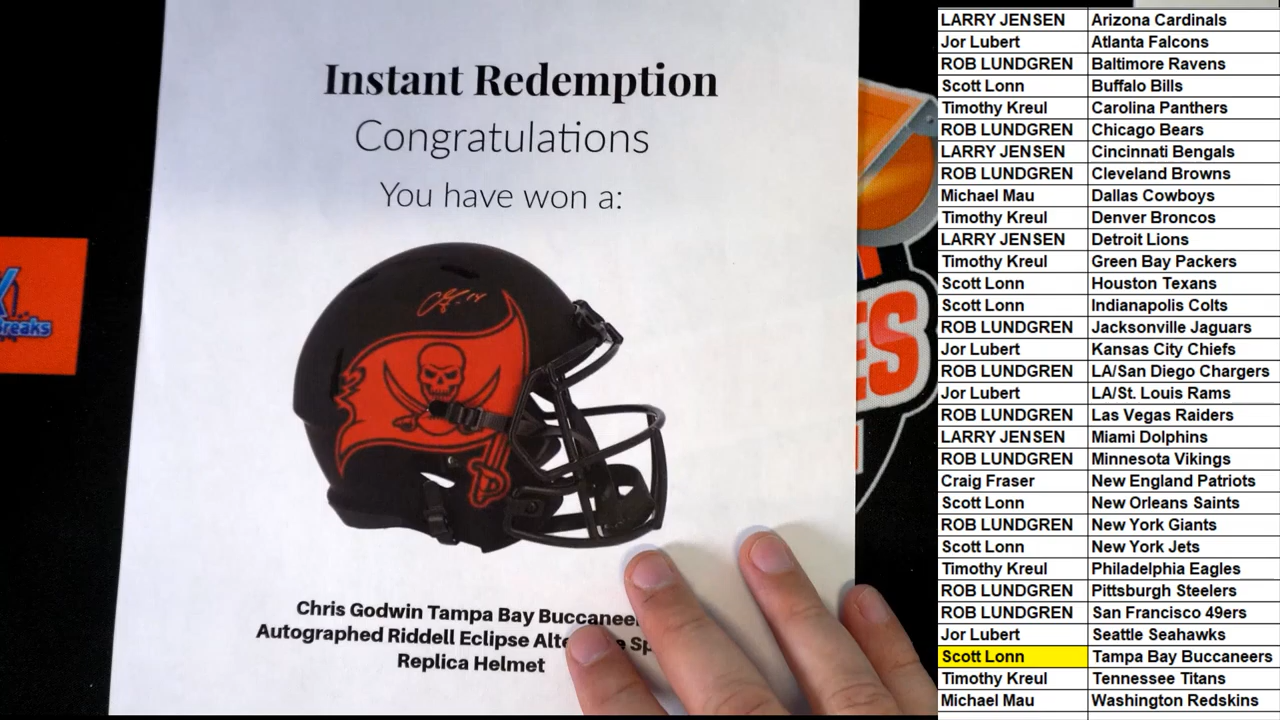 Instant Redemption
Congratulations
You have won a:
Chris Godwin Tampa Bay
Autographed Riddell Eclipse
Replica Helmet
Breaks
ES
LARRY JENSEN Arizona Cardinals
Jor Lubert Atlanta Falcons
ROB LUNDGREN Baltimore Ravens
Scott Lonn Buffalo Bills
Timothy Kreul Carolina Panthers
ROB LUNDGREN Chicago Bears
LARRY JENSEN Cincinnati Bengals
ROB LUNDGREN Cleveland Browns
Michael Mau Dallas Cowboys
Timothy Kreul Denver Broncos
LARRY JENSEN Detroit Lions
Timothy Kreul Green Bay Packers
Scott Lonn Houston Texans
Scott Lonn Indianapolis Colts
ROB LUNDGREN Jacksonville Jaguars
Jor Lubert Kansas City Chiefs
ROB LUNDGREN LA/San Diego Chargers
Jor Lubert LA/St. Louis Rams
ROB LUNDGREN Las Vegas Raiders
LARRY JENSEN Miami Dolphins
ROB LUNDGREN Minnesota Vikings
Craig Fraser New England Patriots
Scott Lonn New Orleans Saints
ROB LUNDGREN New York Giants
Scott Lonn New York Jets
Timothy Kreul Philadelphia Eagles
ROB LUNDGREN Pittsburgh Steelers
ROB LUNDGREN San Francisco 49ers
Jor Lubert Seattle Seahawks
Scott Lonn Tampa Bay Buccaneers
Timothy Kreul Tennessee Titans
Michael Mau Washington Redskins